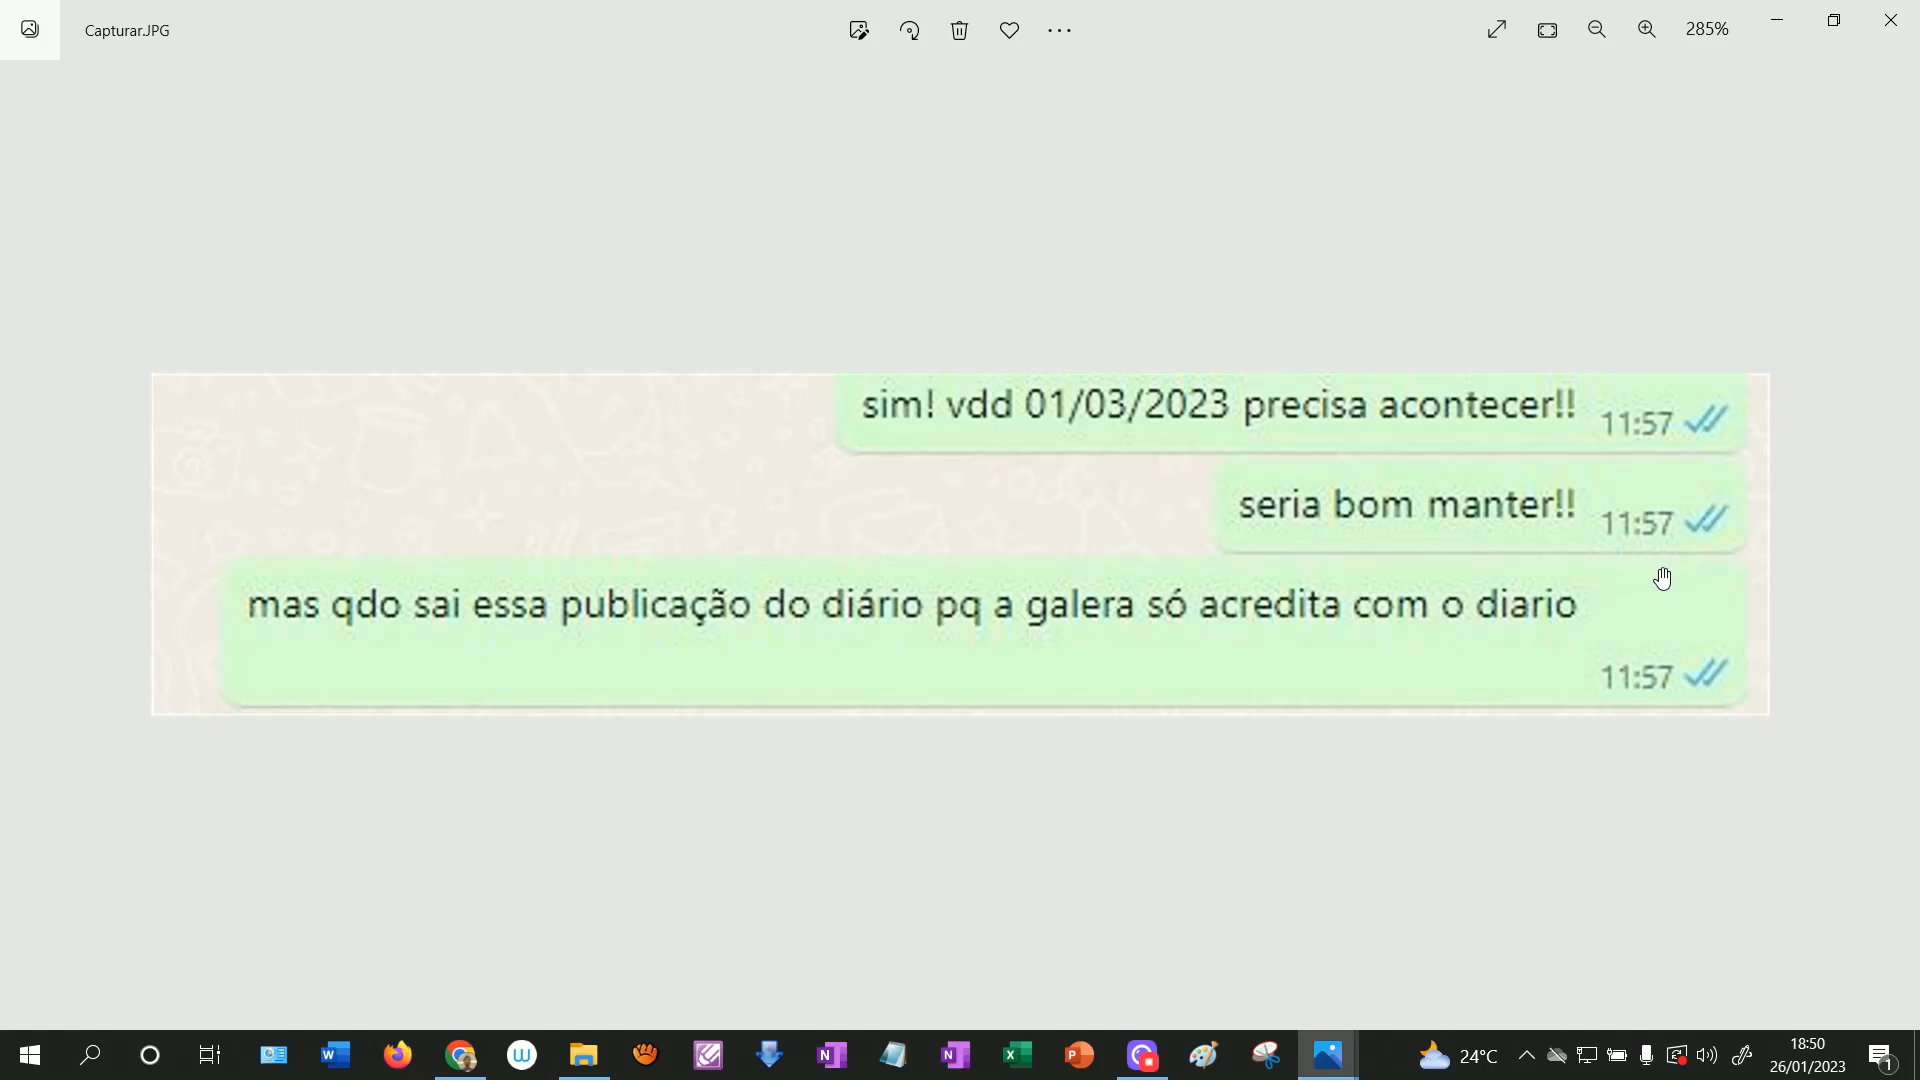 Capturar.JPG
285%
sim! vdd 01/03/2023 precisa acontecer!! 11:57
seria bom manter!! 11:57
mas qdo sai essa publicação do diário pq a galera só acredita com o diario
11:57
24°C
18:50
26/01/2023
1